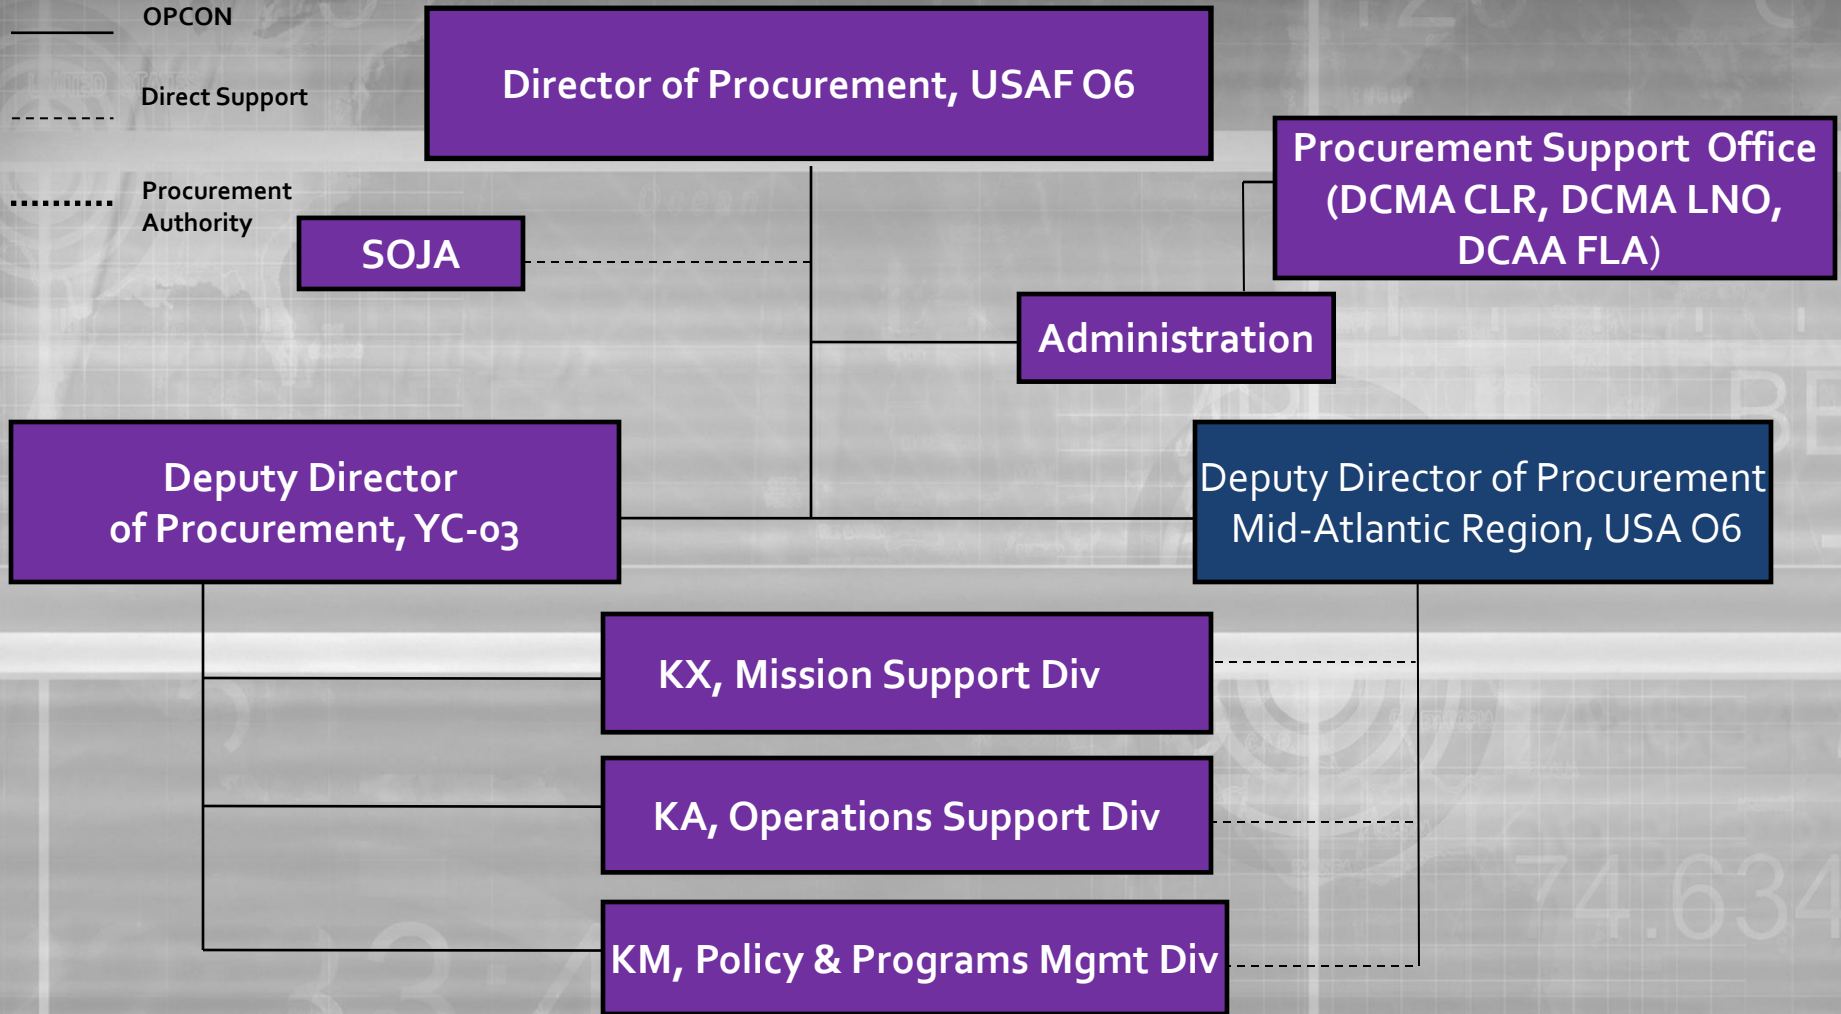 OPCON
Direct Support
Procurement
Authority
Director of Procurement, USAF O6
Procurement Support Office
(DCMA CLR, DCMA LNO,
DCAA FLA)
SOJA
Administration
Deputy Director
of Procurement, YC-03
Deputy Director of Procurement
Mid-Atlantic Region, USA O6
KX, Mission Support Div
KA, Operations Support Div
KM, Policy & Programs Mgmt Div
74.634